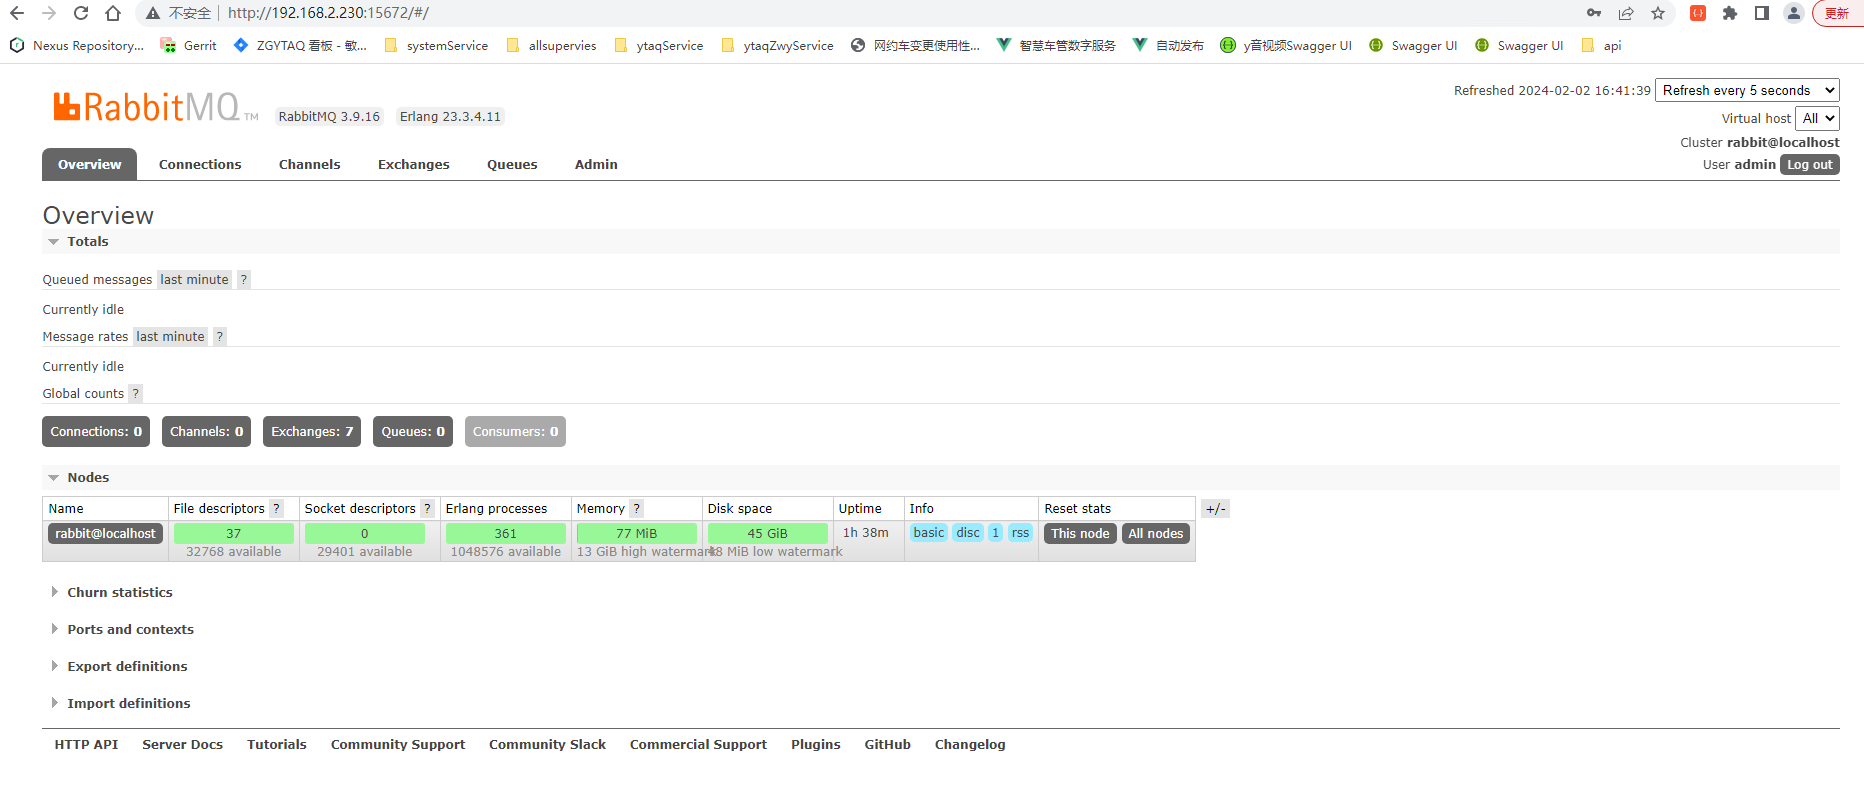 不安全 http://192.168.2.230:15672/#/ 更新
Nexus Repository... Gerrit ZGYTAQ 看板 - 敏... systemService allsupervies ytaqService ytaqZwyService 网约车变更使用性... 智慧车管数字服务 自动发布 y音视频Swagger UI Swagger UI Swagger UI api
Refreshed 2024-02-02 16:41:39 Refresh every 5 seconds
RabbitMQ TM RabbitMQ 3.9.16 Erlang 23.3.4.11
Virtual host All
Cluster rabbit@localhost
User admin Log out
Overview Connections Channels Exchanges Queues Admin
Overview
Totals
Queued messages last minute ?
Currently idle
Message rates last minute ?
Currently idle
Global counts ?
Connections: 0 Channels: 0 Exchanges: 7 Queues: 0 Consumers: 0
Nodes
Name File descriptors ? Socket descriptors ? Erlang processes Memory ? Disk space Uptime Info Reset stats +/-
rabbit@localhost 37 0 361 77 MiB 45 GiB 1h 38m basic disc 1 rss This node All nodes
32768 available 29401 available 1048576 available 13 GiB high watermark 48 MiB low watermark
Churn statistics
Ports and contexts
Export definitions
Import definitions
HTTP API Server Docs Tutorials Community Support Community Slack Commercial Support Plugins GitHub Changelog